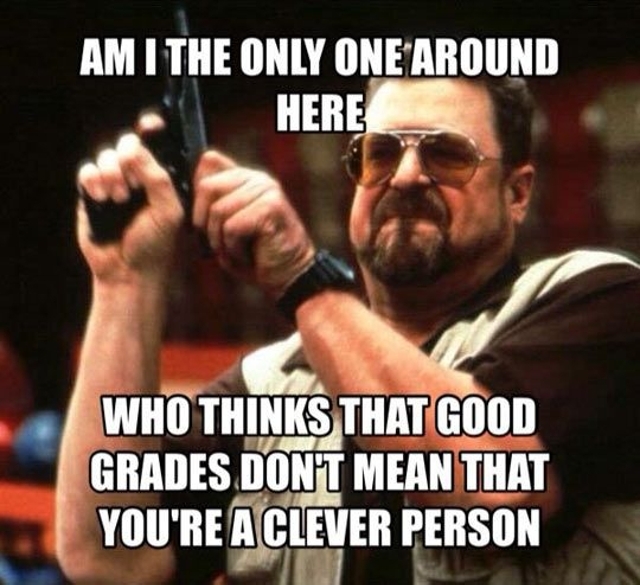 AM I THE ONLY ONE AROUND
HERE
WHO THINKS THAT GOOD
GRADES DON'T MEAN THAT
YOU'RE A CLEVER PERSON